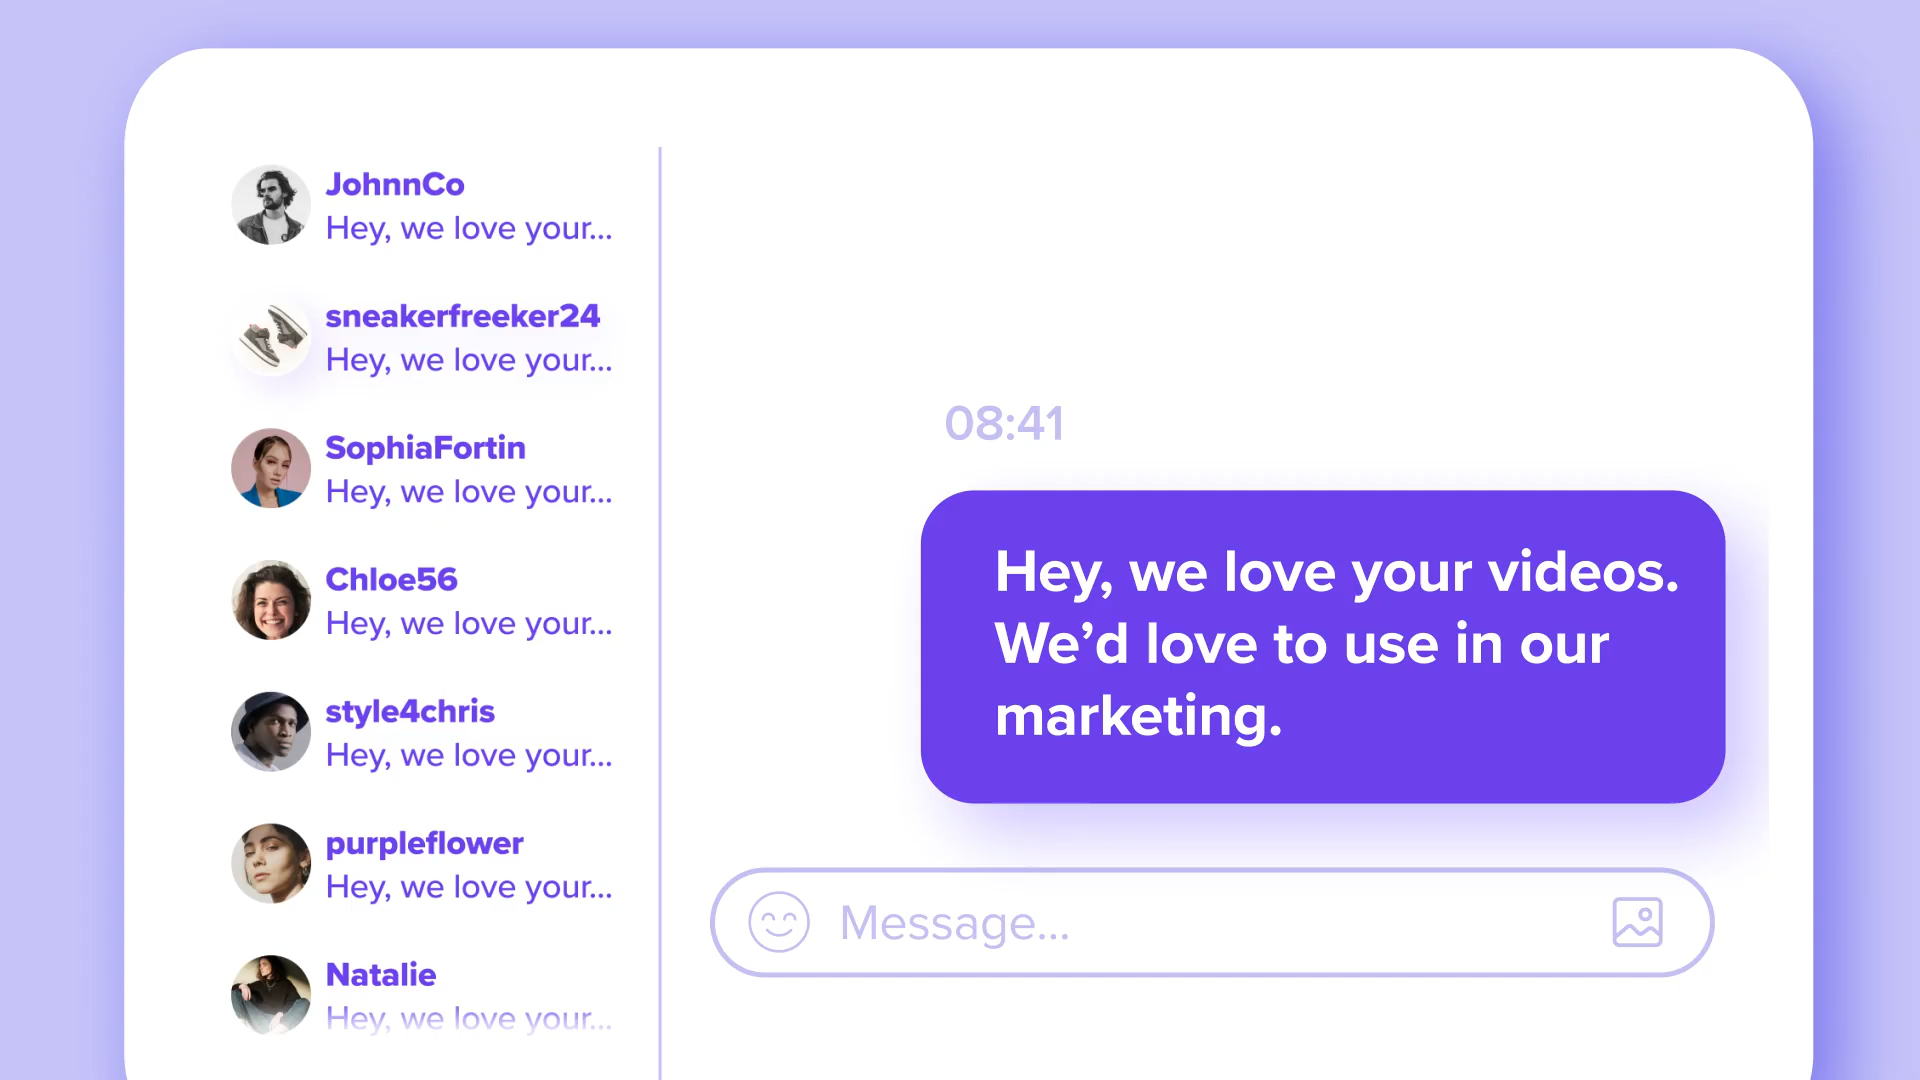 JohnnCo
Hey, we love your...
sneakerfreeker24
Hey, we love your...
SophiaFortin
Hey, we love your...
Chloe56
Hey, we love your...
style4chris
Hey, we love your...
purpleflower
Hey, we love your...
Natalie
Hey, we love your...
08:41
Hey, we love your videos.
We’d love to use in our
marketing.
Message...